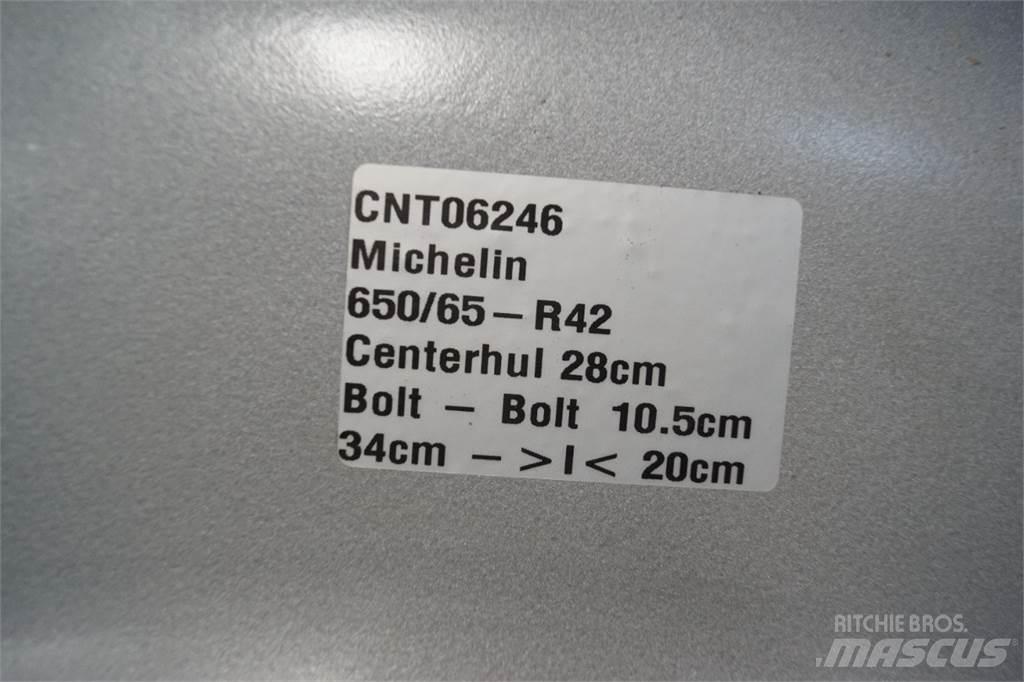 CNT06246
Michelin
650/65-R42
Centerhul 28cm
Bolt - Bolt 10.5cm
34cm - >I< 20cm
RITCHIE BROS.
MASCUS